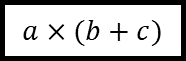 a × (b + c)